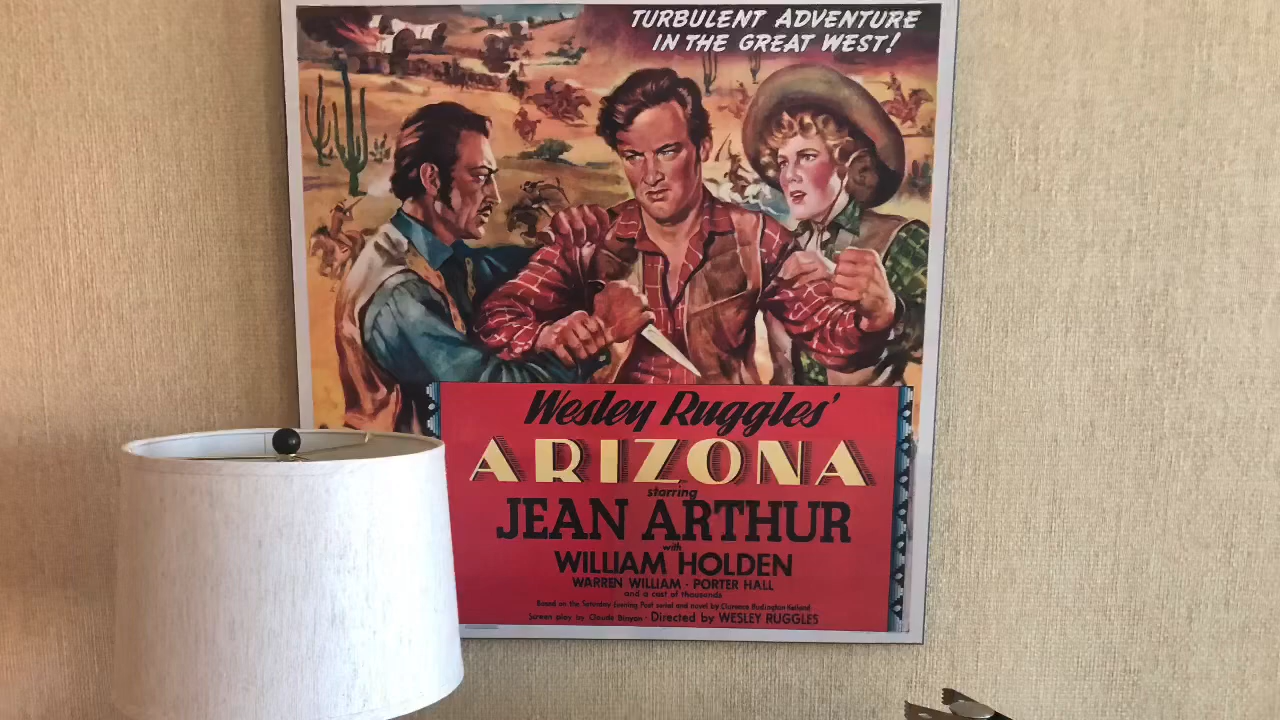 TURBULENT ADVENTURE
IN THE GREAT WEST!
Wesley Ruggles'
ARIZONA
starring
JEAN ARTHUR
with
WILLIAM HOLDEN
WARREN WILLIAM · PORTER HALL
and a cast of thousands
Based on the Saturday Evening Post serial and novel by Clarence Budington Kelland
Screen play by Claude Binyon · Directed by WESLEY RUGGLES